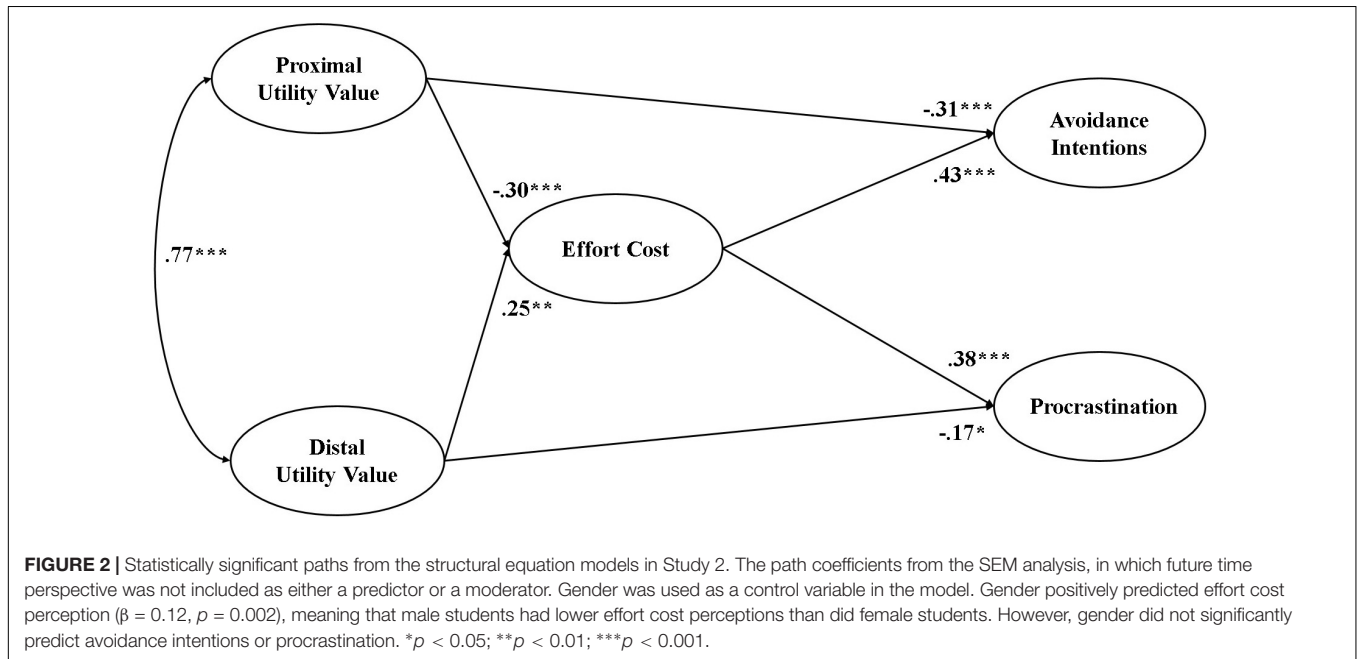 Proximal
Utility Value
-.31***
Avoidance
Intentions
.43***
-.30***
.77***
Effort Cost
.25**
.38***
Procrastination
-.17*
Distal
Utility Value
FIGURE 2 | Statistically significant paths from the structural equation models in Study 2. The path coefficients from the SEM analysis, in which future time
perspective was not included as either a predictor or a moderator. Gender was used as a control variable in the model. Gender positively predicted effort cost
perception (β = 0.12, p = 0.002), meaning that male students had lower effort cost perceptions than did female students. However, gender did not significantly
predict avoidance intentions or procrastination. *p < 0.05; **p < 0.01; ***p < 0.001.